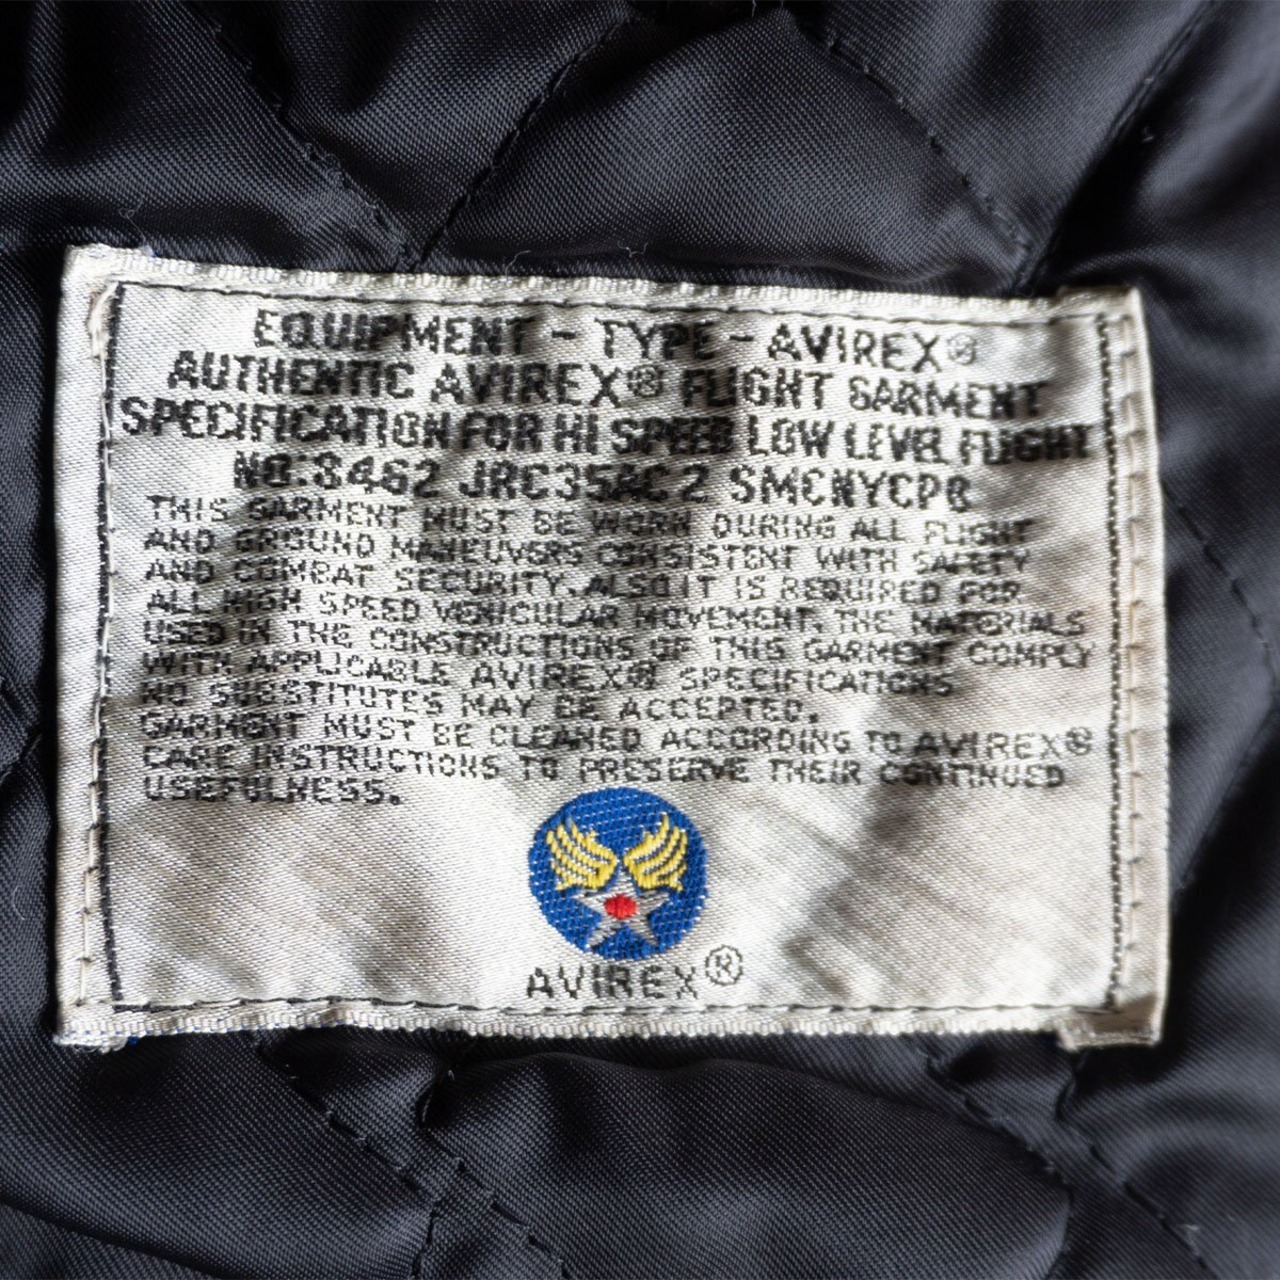 EQUIPMENT - TYPE - AVIREX®
AUTHENTIC AVIREX® FLIGHT GARMENT
SPECIFICATION FOR HI SPEED LOW LEVEL FLIGHT
NO:8462 JRC35AC2 SMCNYCPB
THIS GARMENT MUST BE WORN DURING ALL FLIGHT
AND GROUND MANEUVERS CONSISTENT WITH SAFETY
AND COMBAT SECURITY. ALSO IT IS REQUIRED FOR
ALL HIGH SPEED VEHICULAR MOVEMENT. THE MATERIALS
USED IN THE CONSTRUCTIONS OF THIS GARMENT COMPLY
WITH APPLICABLE AVIREX® SPECIFICATIONS
NO SUBSTITUTES MAY BE ACCEPTED.
GARMENT MUST BE CLEANED ACCORDING TO AVIREX®
CARE INSTRUCTIONS TO PRESERVE THEIR CONTINUED
USEFULNESS.
AVIREX®